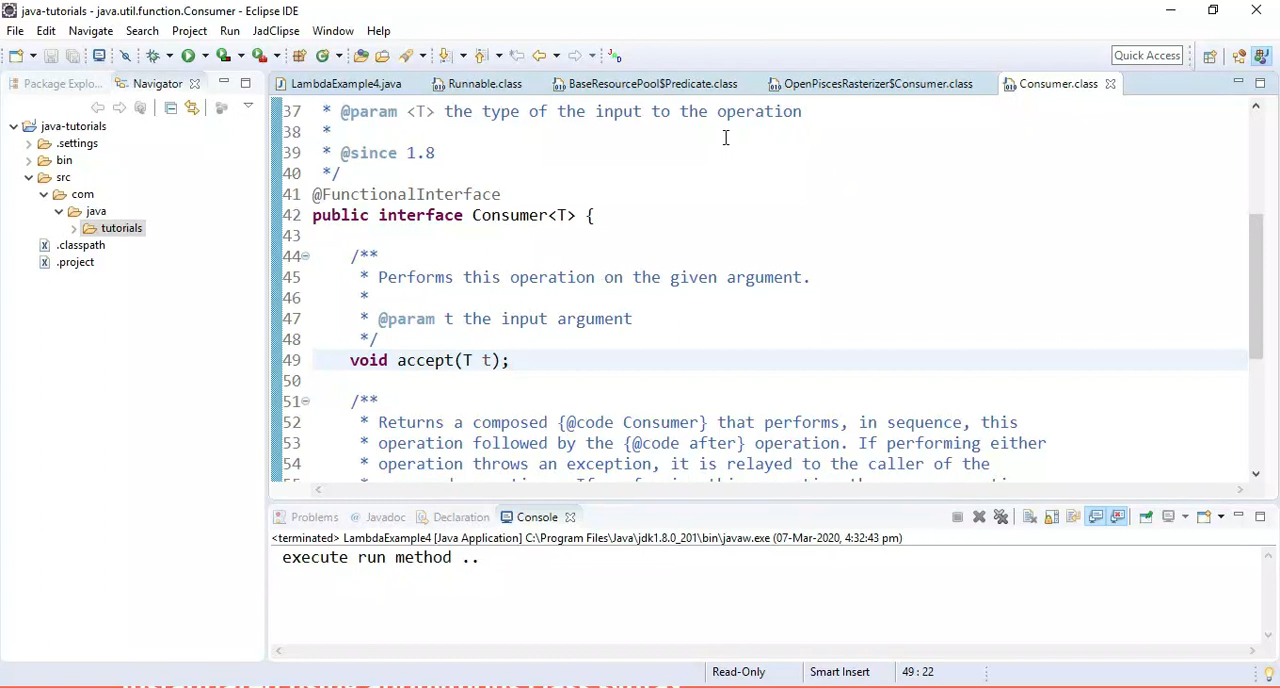 java-tutorials - java.util.function.Consumer - Eclipse IDE
File Edit Navigate Search Project Run JadClipse Window Help
Quick Access
Package Explo... Navigator
LambdaExample4.java Runnable.class BaseResourcePool$Predicate.class OpenPiscesRasterizer$Consumer.class Consumer.class
java-tutorials
.settings
bin
src
com
java
tutorials
.classpath
.project
37 * @param <T> the type of the input to the operation
38 *
39 * @since 1.8
40 */
41 @FunctionalInterface
42 public interface Consumer<T> {
43
44 /**
45 * Performs this operation on the given argument.
46 *
47 * @param t the input argument
48 */
49 void accept(T t);
50
51 /**
52 * Returns a composed {@code Consumer} that performs, in sequence, this
53 * operation followed by the {@code after} operation. If performing either
54 * operation throws an exception, it is relayed to the caller of the
Problems Javadoc Declaration Console
<terminated> LambdaExample4 [Java Application] C:\Program Files\Java\jdk1.8.0_201\bin\javaw.exe (07-Mar-2020, 4:32:43 pm)
execute run method ..
Read-Only Smart Insert 49 : 22